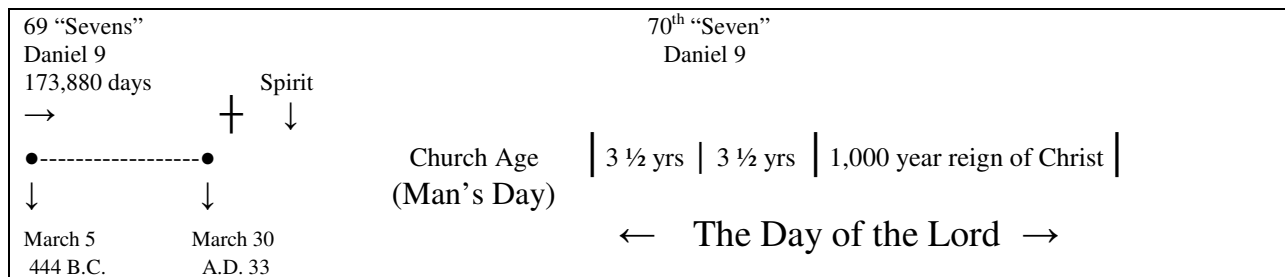 69 “Sevens” 70th “Seven”
Daniel 9 Daniel 9
173,880 days Spirit
→ ┼ ↓
●------------------● Church Age | 3 ½ yrs | 3 ½ yrs | 1,000 year reign of Christ |
↓ ↓ (Man’s Day)
March 5 March 30 ← The Day of the Lord →
444 B.C. A.D. 33